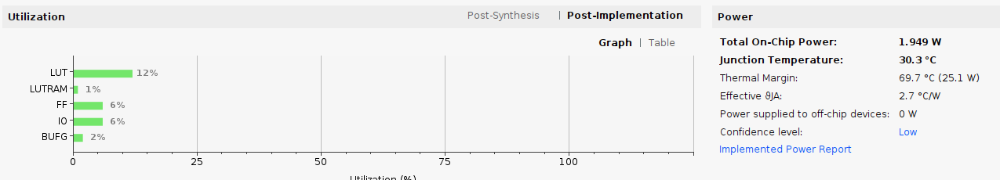 Utilization
Post-Synthesis | Post-Implementation
Graph | Table
LUT 12%
LUTRAM 1%
FF 6%
IO 6%
BUFG 2%
0 25 50 75 100
Utilization (%)
Power
Total On-Chip Power: 1.949 W
Junction Temperature: 30.3 °C
Thermal Margin: 69.7 °C (25.1 W)
Effective ϑJA: 2.7 °C/W
Power supplied to off-chip devices: 0 W
Confidence level: Low
Implemented Power Report